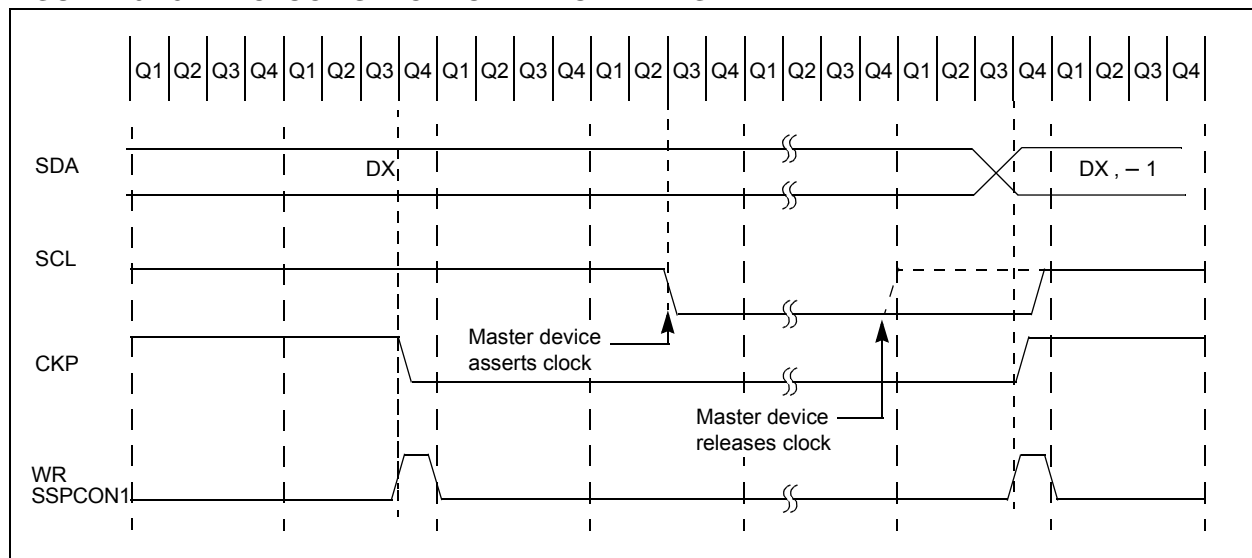 Q1 Q2 Q3 Q4 Q1 Q2 Q3 Q4 Q1 Q2 Q3 Q4 Q1 Q2 Q3 Q4 Q1 Q2 Q3 Q4 Q1 Q2 Q3 Q4 Q1 Q2 Q3 Q4
SDA
DX
DX , – 1
SCL
Master device
asserts clock
CKP
Master device
releases clock
WR
SSPCON1